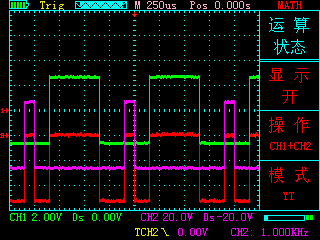 Trig M 250us Pos 0.000s MATH
运算
状态
显示
开
操作
CH1+CH2
模式
YT
CH1 2.00V Ds 0.00V CH2 20.0V Ds-20.0V
TCH2 0.00V CH2: 1.000KHz